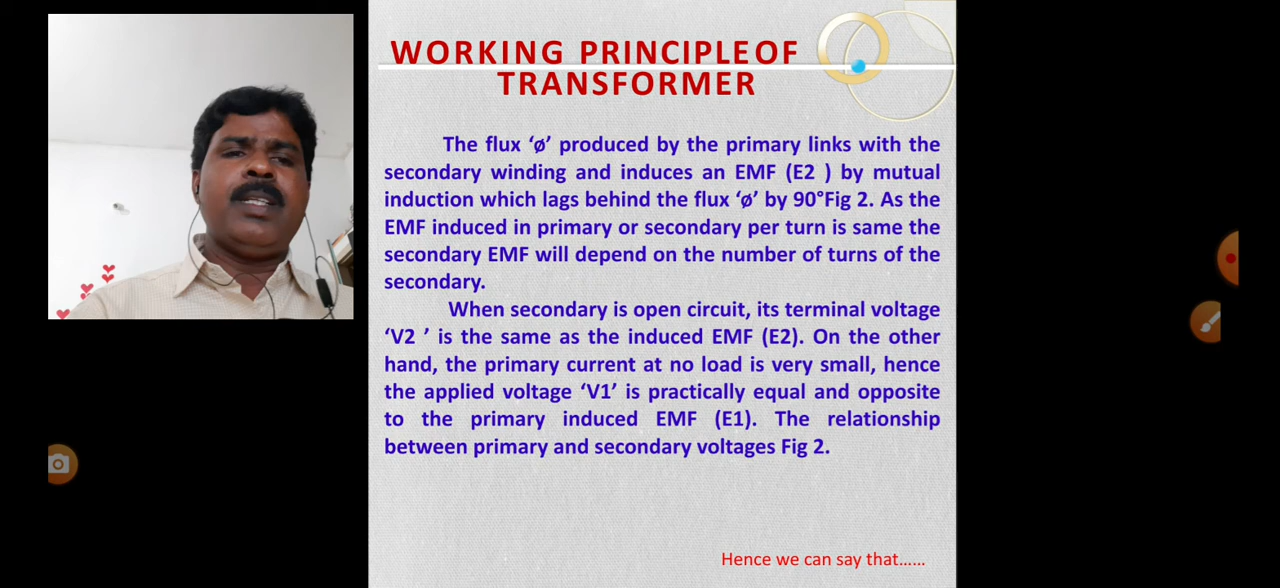 WORKING PRINCIPLEOF
TRANSFORMER
The flux ‘ø’ produced by the primary links with the
secondary winding and induces an EMF (E2 ) by mutual
induction which lags behind the flux ‘ø’ by 90°Fig 2. As the
EMF induced in primary or secondary per turn is same the
secondary EMF will depend on the number of turns of the
secondary.
When secondary is open circuit, its terminal voltage
‘V2 ’ is the same as the induced EMF (E2). On the other
hand, the primary current at no load is very small, hence
the applied voltage ‘V1’ is practically equal and opposite
to the primary induced EMF (E1). The relationship
between primary and secondary voltages Fig 2.
Hence we can say that……